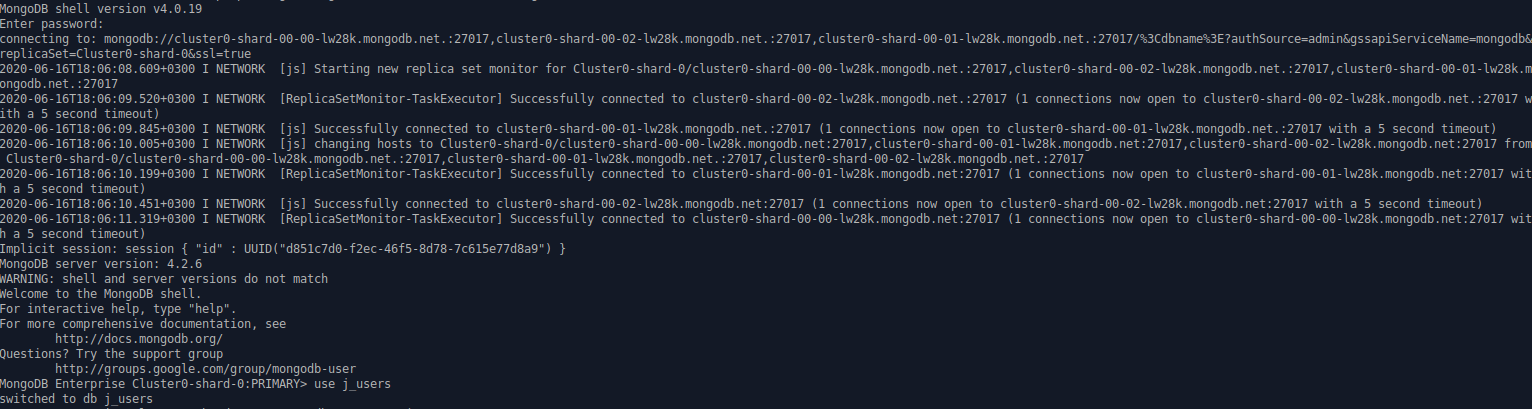 MongoDB shell version v4.0.19
Enter password:
connecting to: mongodb://cluster0-shard-00-00-lw28k.mongodb.net.:27017,cluster0-shard-00-02-lw28k.mongodb.net.:27017,cluster0-shard-00-01-lw28k.mongodb.net.:27017/%3Cdbname%3E?authSource=admin&gssapiServiceName=mongodb&
replicaSet=Cluster0-shard-0&ssl=true
2020-06-16T18:06:08.609+0300 I NETWORK  [js] Starting new replica set monitor for Cluster0-shard-0/cluster0-shard-00-00-lw28k.mongodb.net.:27017,cluster0-shard-00-02-lw28k.mongodb.net.:27017,cluster0-shard-00-01-lw28k.m
ongodb.net.:27017
2020-06-16T18:06:09.520+0300 I NETWORK  [ReplicaSetMonitor-TaskExecutor] Successfully connected to cluster0-shard-00-02-lw28k.mongodb.net.:27017 (1 connections now open to cluster0-shard-00-02-lw28k.mongodb.net.:27017 w
ith a 5 second timeout)
2020-06-16T18:06:09.845+0300 I NETWORK  [js] Successfully connected to cluster0-shard-00-01-lw28k.mongodb.net.:27017 (1 connections now open to cluster0-shard-00-01-lw28k.mongodb.net.:27017 with a 5 second timeout)
2020-06-16T18:06:10.005+0300 I NETWORK  [js] changing hosts to Cluster0-shard-0/cluster0-shard-00-00-lw28k.mongodb.net:27017,cluster0-shard-00-01-lw28k.mongodb.net:27017,cluster0-shard-00-02-lw28k.mongodb.net:27017 from
 Cluster0-shard-0/cluster0-shard-00-00-lw28k.mongodb.net.:27017,cluster0-shard-00-01-lw28k.mongodb.net.:27017,cluster0-shard-00-02-lw28k.mongodb.net.:27017
2020-06-16T18:06:10.199+0300 I NETWORK  [ReplicaSetMonitor-TaskExecutor] Successfully connected to cluster0-shard-00-01-lw28k.mongodb.net:27017 (1 connections now open to cluster0-shard-00-01-lw28k.mongodb.net:27017 wit
h a 5 second timeout)
2020-06-16T18:06:10.451+0300 I NETWORK  [js] Successfully connected to cluster0-shard-00-02-lw28k.mongodb.net:27017 (1 connections now open to cluster0-shard-00-02-lw28k.mongodb.net:27017 with a 5 second timeout)
2020-06-16T18:06:11.319+0300 I NETWORK  [ReplicaSetMonitor-TaskExecutor] Successfully connected to cluster0-shard-00-00-lw28k.mongodb.net:27017 (1 connections now open to cluster0-shard-00-00-lw28k.mongodb.net:27017 wit
h a 5 second timeout)
Implicit session: session { "id" : UUID("d851c7d0-f2ec-46f5-8d78-7c615e77d8a9") }
MongoDB server version: 4.2.6
WARNING: shell and server versions do not match
Welcome to the MongoDB shell.
For interactive help, type "help".
For more comprehensive documentation, see
        http://docs.mongodb.org/
Questions? Try the support group
        http://groups.google.com/group/mongodb-user
MongoDB Enterprise Cluster0-shard-0:PRIMARY> use j_users
switched to db j_users